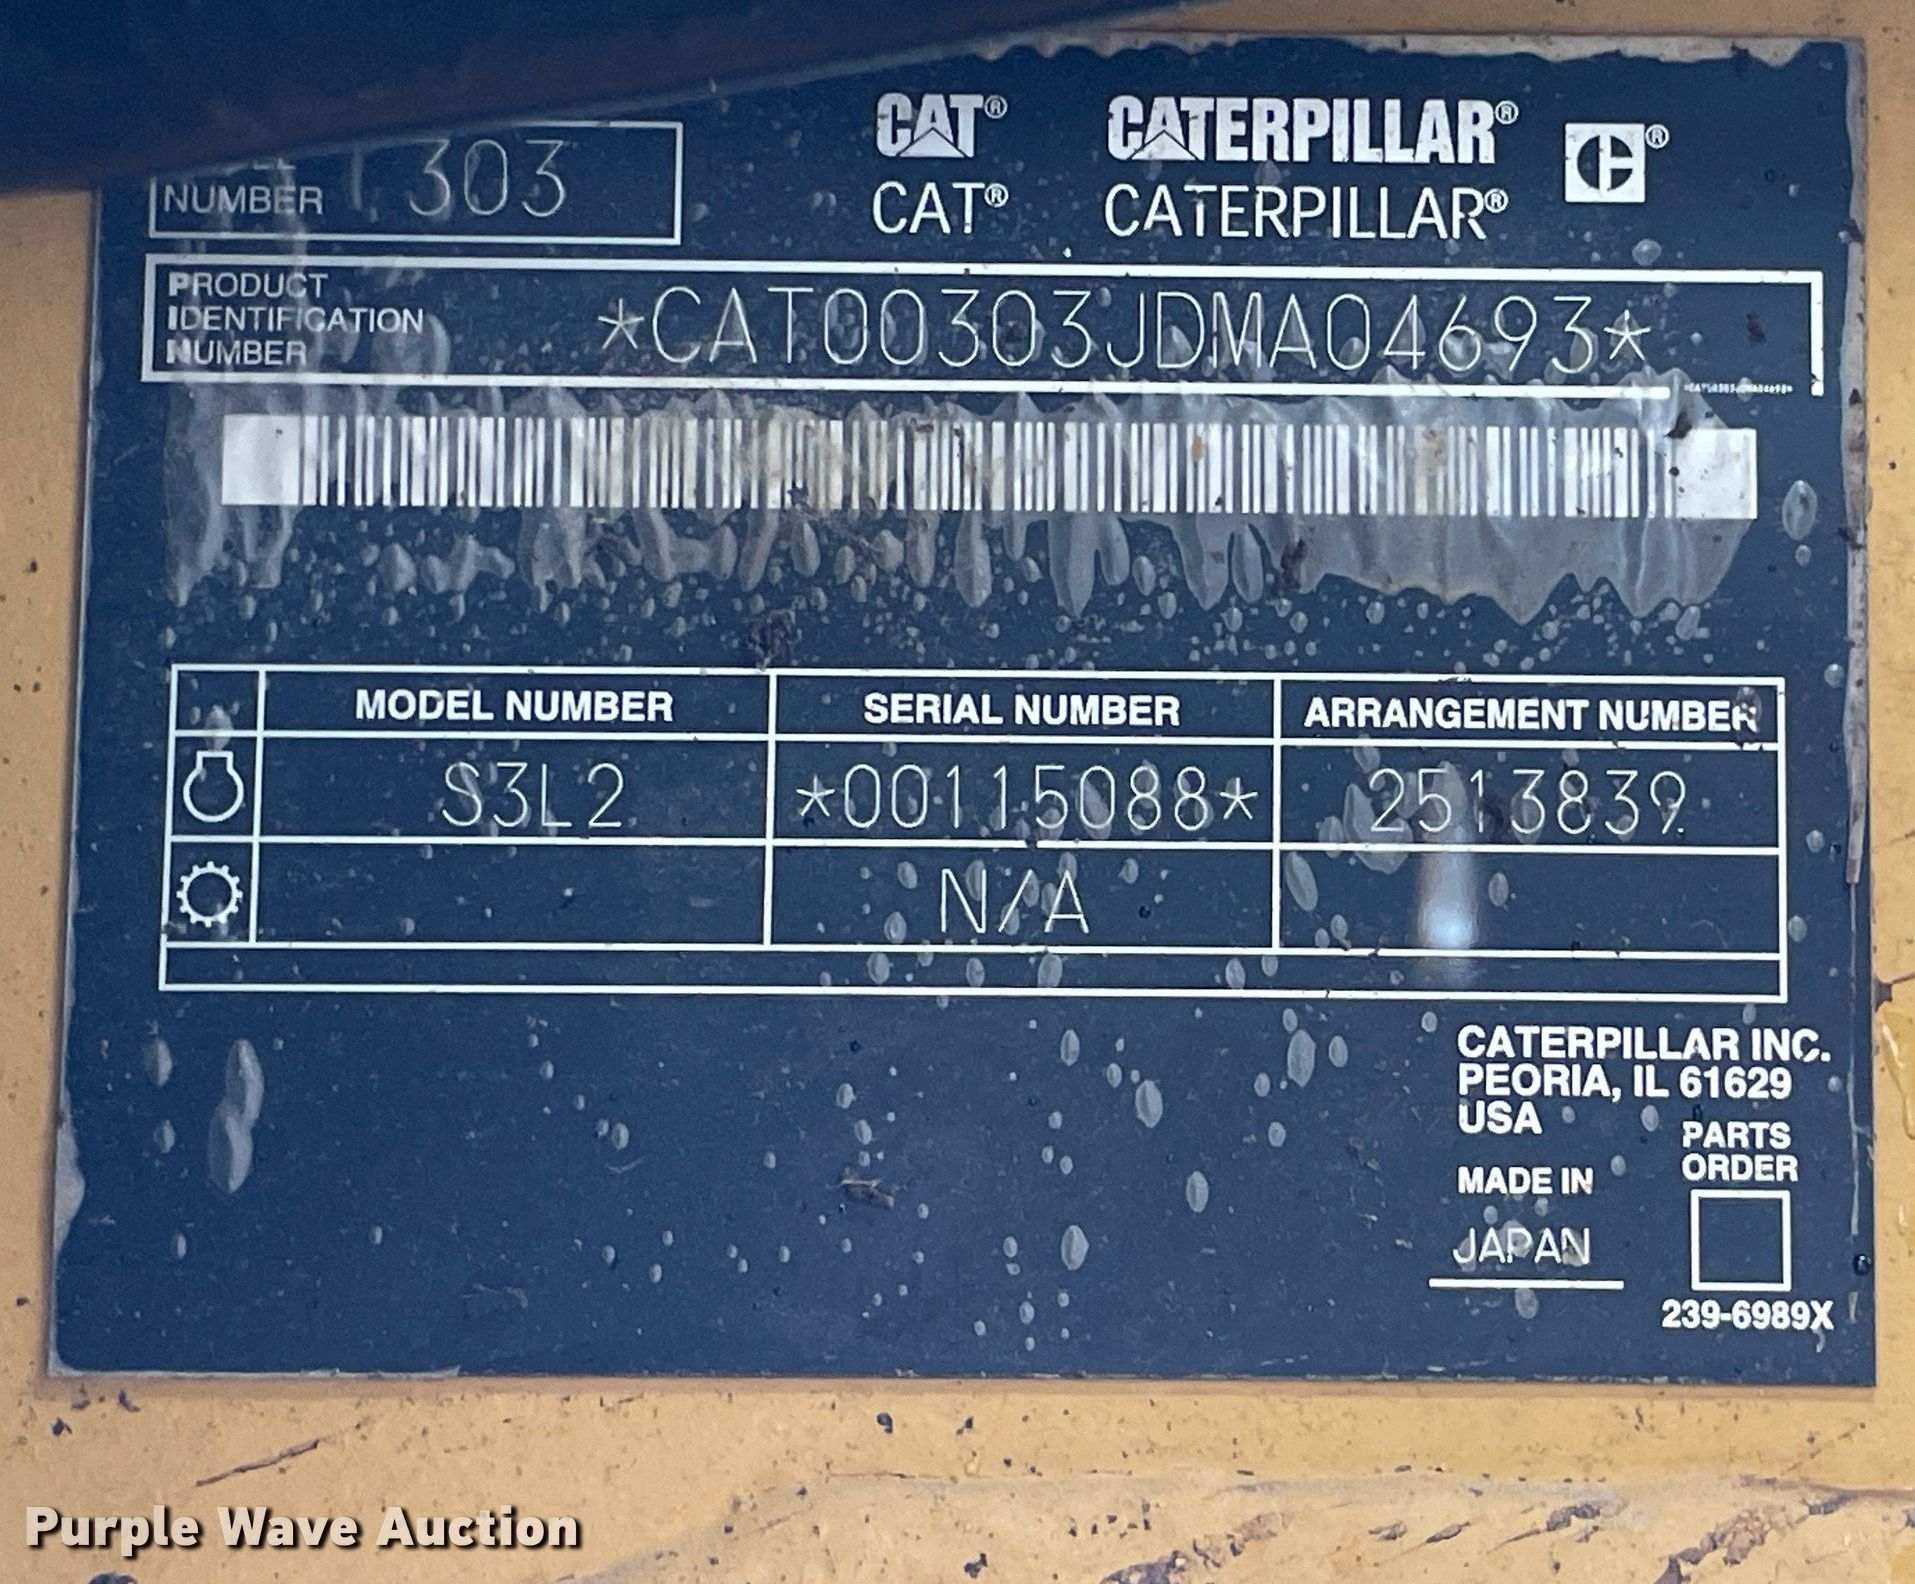 303
NUMBER
CAT® CATERPILLAR® ®
CAT® CATERPILLAR®
PRODUCT
IDENTIFICATION
NUMBER
*CAT00303JDMA04693*
MODEL NUMBER SERIAL NUMBER ARRANGEMENT NUMBER
S3L2 *00115088* 2513839
N/A
CATERPILLAR INC.
PEORIA, IL 61629
USA
PARTS
ORDER
MADE IN
JAPAN
239-6989X
Purple Wave Auction